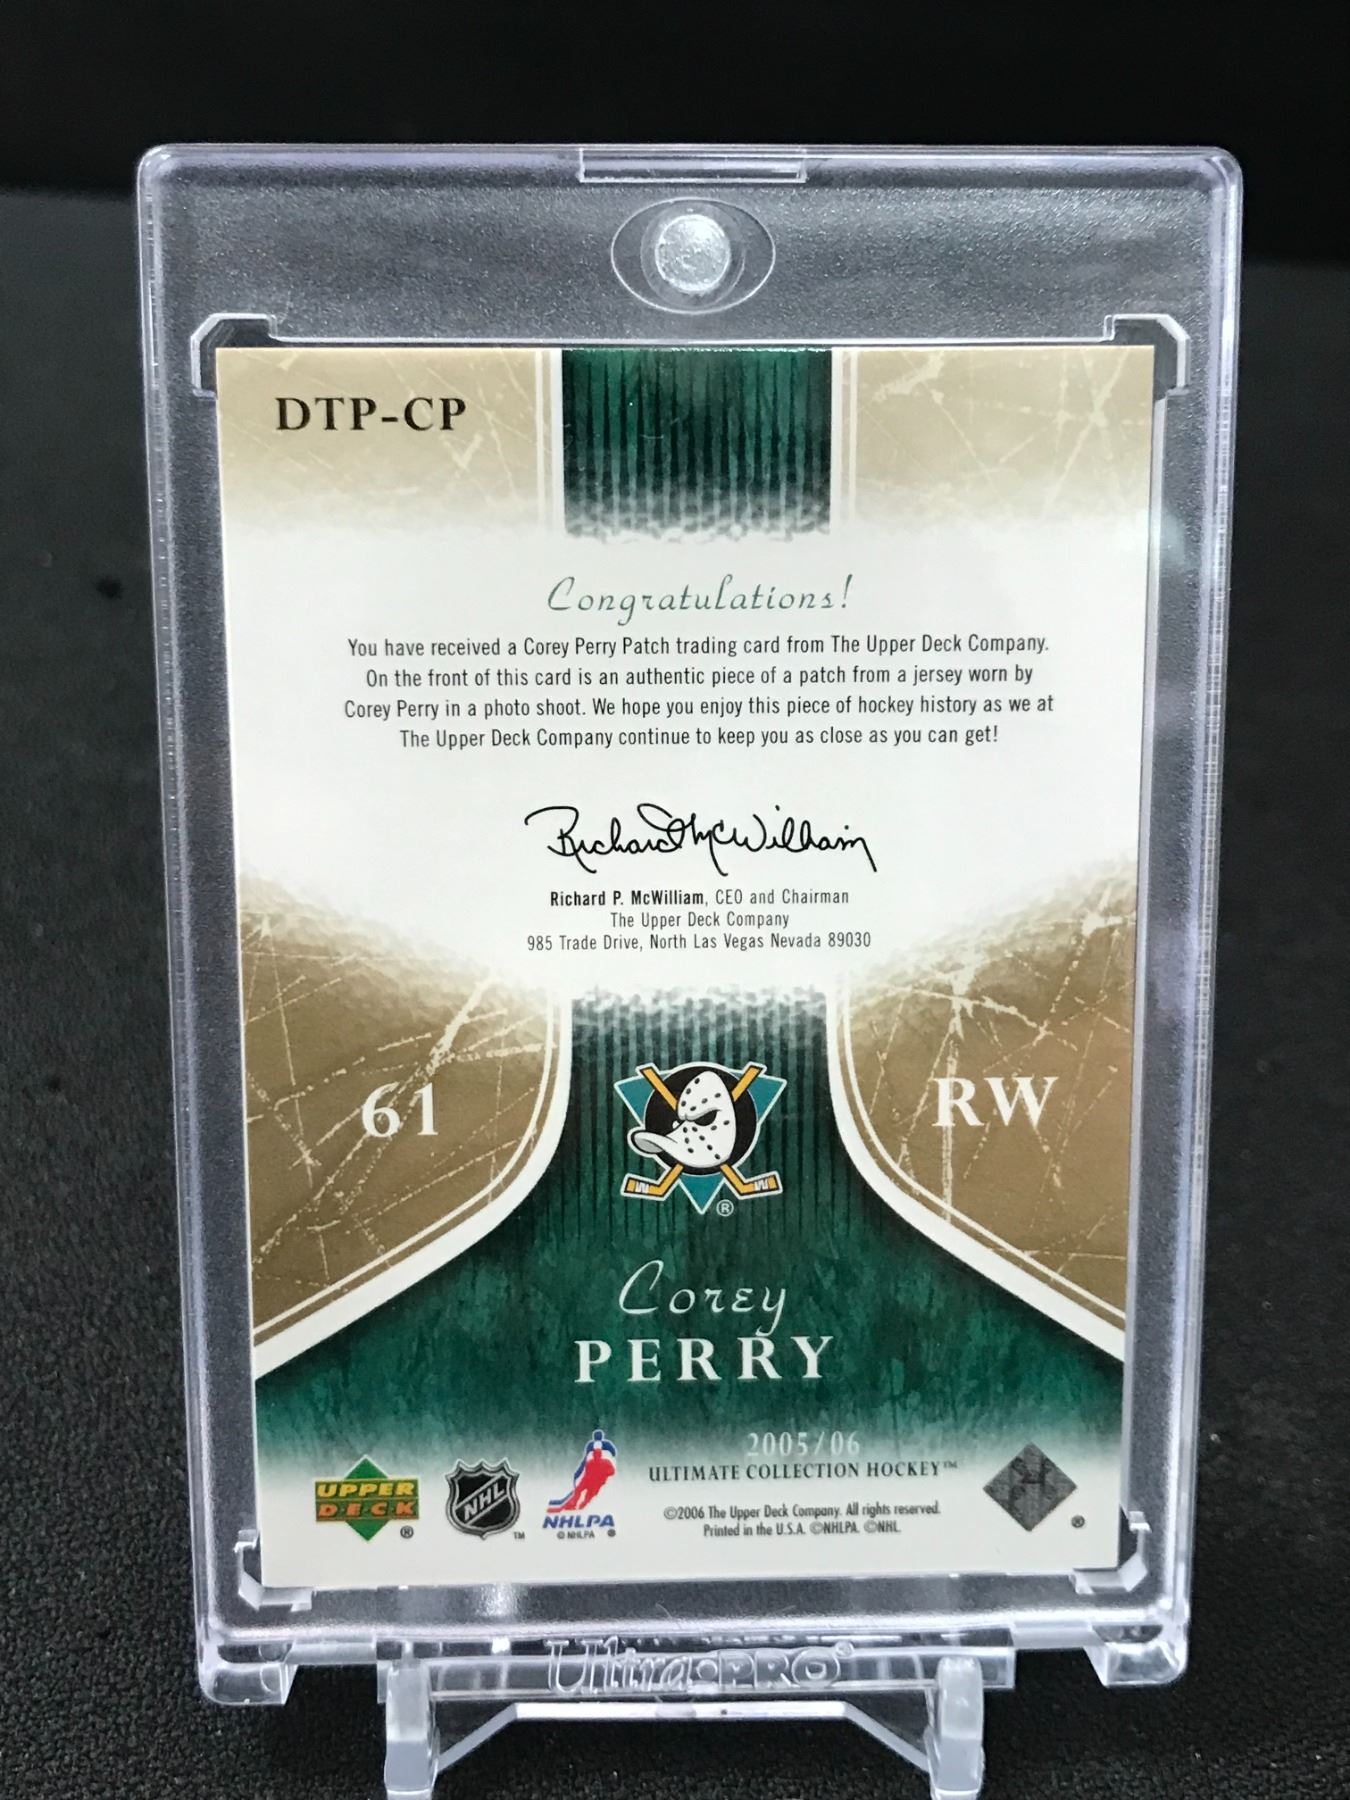 DTP-CP
Congratulations!
You have received a Corey Perry Patch trading card from The Upper Deck Company.
On the front of this card is an authentic piece of a patch from a jersey worn by
Corey Perry in a photo shoot. We hope you enjoy this piece of hockey history as we at
The Upper Deck Company continue to keep you as close as you can get!
Richard McWilliam
Richard P. McWilliam, CEO and Chairman
The Upper Deck Company
985 Trade Drive, North Las Vegas Nevada 89030
61
RW
®
Corey
PERRY
2005/06
ULTIMATE COLLECTION HOCKEY™
UPPER
DECK
®
NHL
™
NHLPA
© NHLPA ®
©2006 The Upper Deck Company. All rights reserved.
Printed in the U.S.A. ©NHLPA. ©NHL.
®
Ultra•PRO®